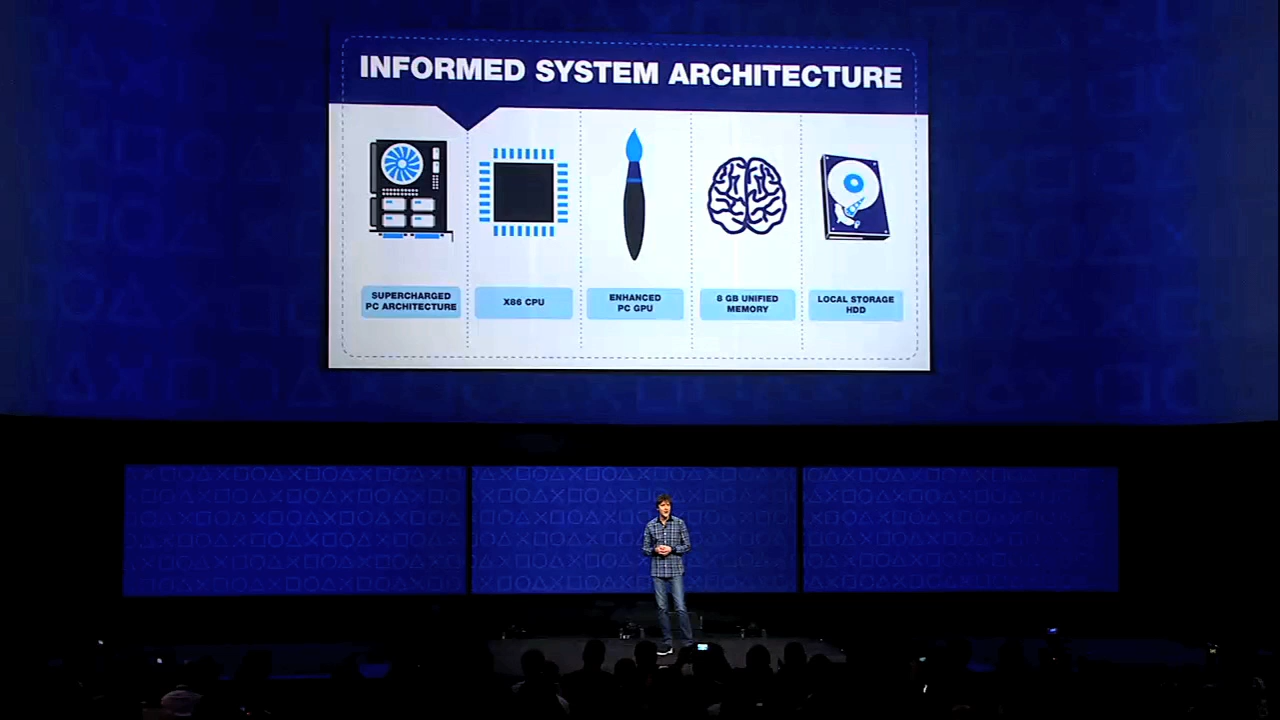 INFORMED SYSTEM ARCHITECTURE
SUPERCHARGED
PC ARCHITECTURE
X86 CPU
ENHANCED
PC GPU
8 GB UNIFIED
MEMORY
LOCAL STORAGE
HDD